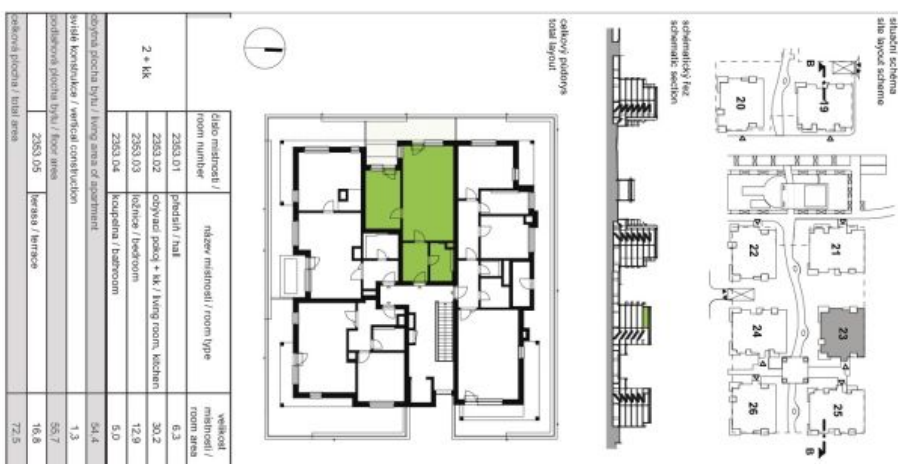 situační schéma
site layout scheme
B
19
20
21
22
23
24
25
26
B
schématický řez
schematic section
celkový půdorys
total layout
číslo místnosti /
room number
název místnosti / room type
velikost
místnosti /
room area
2 + kk
2353.01 předsíň / hall 6,3
2353.02 obývací pokoj + kk / living room, kitchen 30,2
2353.03 ložnice / bedroom 12,9
2353.04 koupelna / bathroom 5,0
obytná plocha bytu / living area of apartment 54,4
svislé konstrukce / vertical construction 1,3
podlahová plocha bytu / floor area 55,7
2353.05 terasa / terrace 16,8
celková plocha / total area 72,5